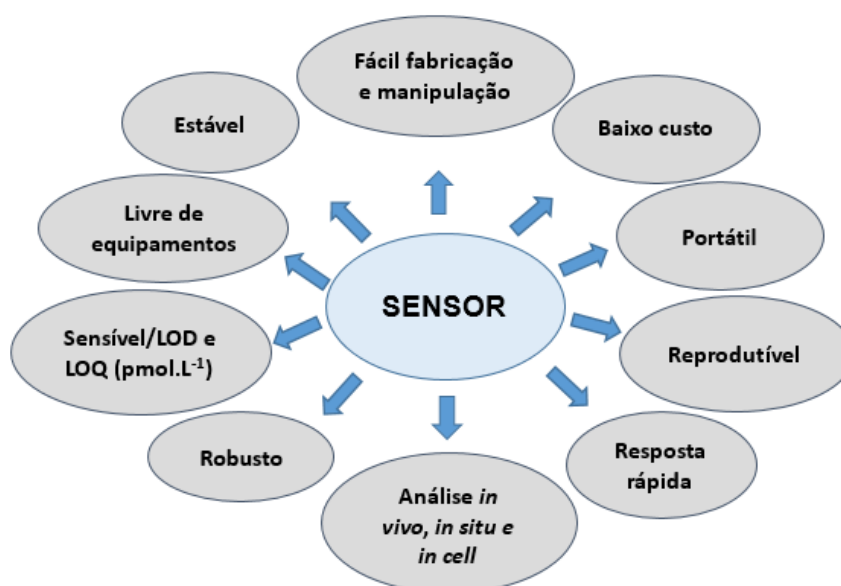 Fácil fabricação
e manipulação
Estável
Baixo custo
Livre de
equipamentos
Portátil
SENSOR
Sensível/LOD e
LOQ (pmol.L⁻¹)
Reprodutível
Robusto
Resposta
rápida
Análise in
vivo, in situ e
in cell